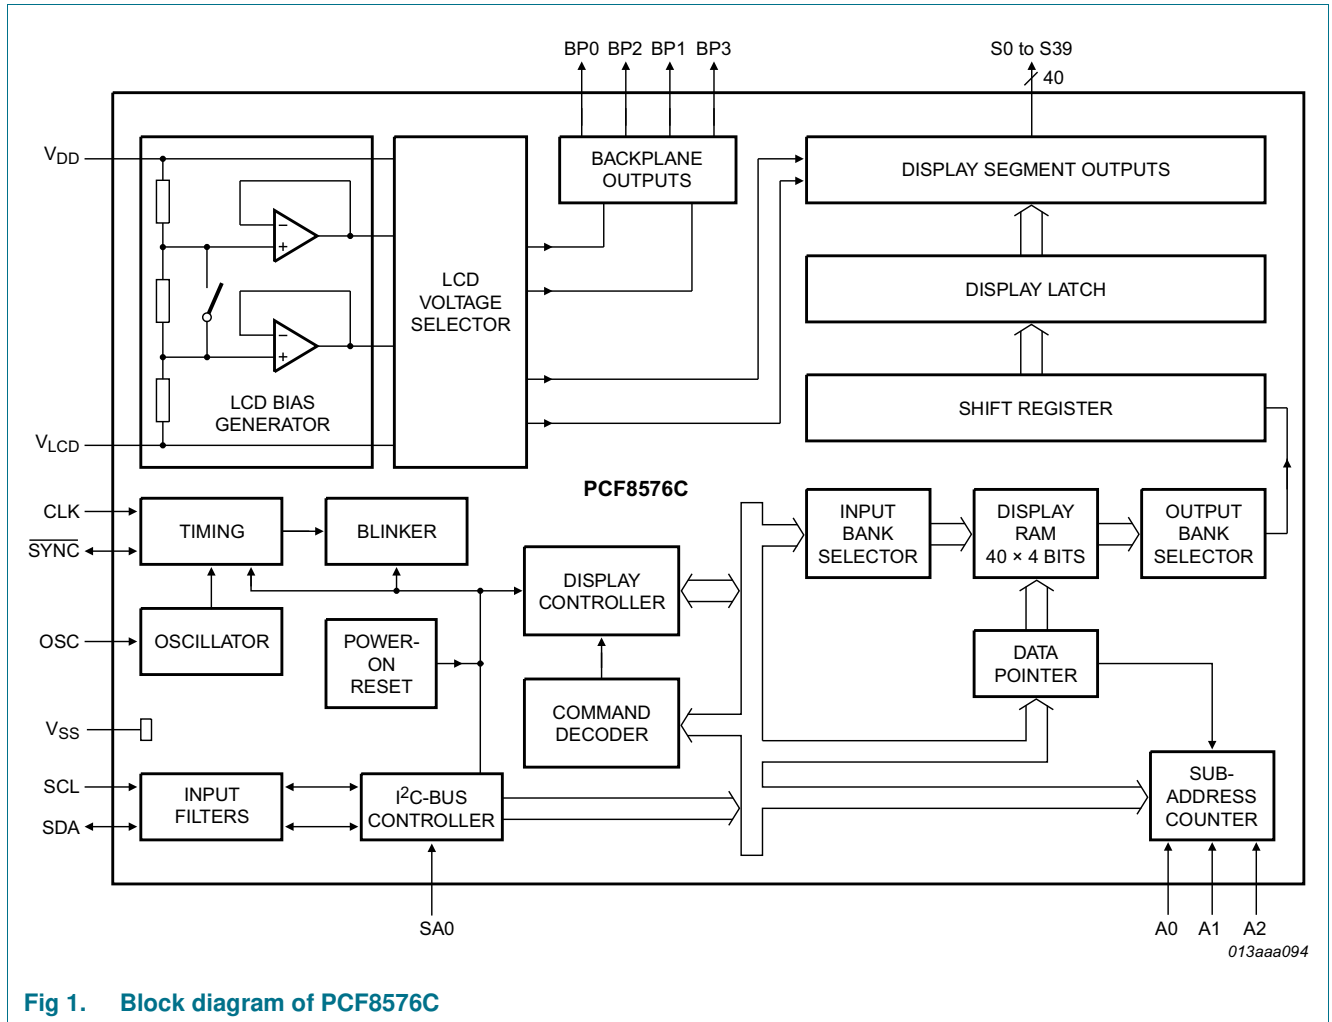 BP0 BP2 BP1 BP3
S0 to S39
40
VDD
BACKPLANE
OUTPUTS
DISPLAY SEGMENT OUTPUTS
−
+
LCD
VOLTAGE
SELECTOR
DISPLAY LATCH
−
+
LCD BIAS
GENERATOR
SHIFT REGISTER
VLCD
PCF8576C
CLK
SYNC
TIMING
BLINKER
INPUT
BANK
SELECTOR
DISPLAY
RAM
40 × 4 BITS
OUTPUT
BANK
SELECTOR
DISPLAY
CONTROLLER
OSC
OSCILLATOR
POWER-
ON
RESET
DATA
POINTER
COMMAND
DECODER
VSS
SCL
SDA
INPUT
FILTERS
I2C-BUS
CONTROLLER
SUB-
ADDRESS
COUNTER
SA0
A0 A1 A2
013aaa094
Fig 1. Block diagram of PCF8576C